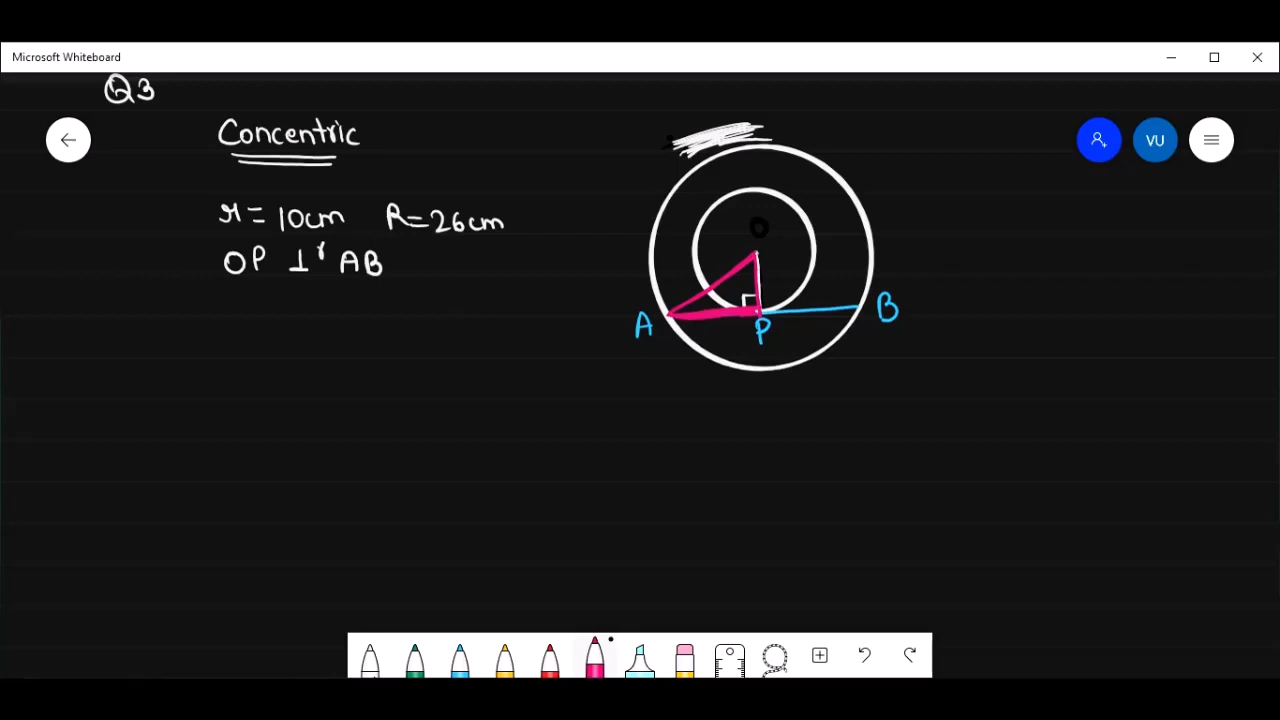 Microsoft Whiteboard
Q3
Concentric
r = 10cm R = 26cm
OP ⊥r AB
O
A
P
B
VU